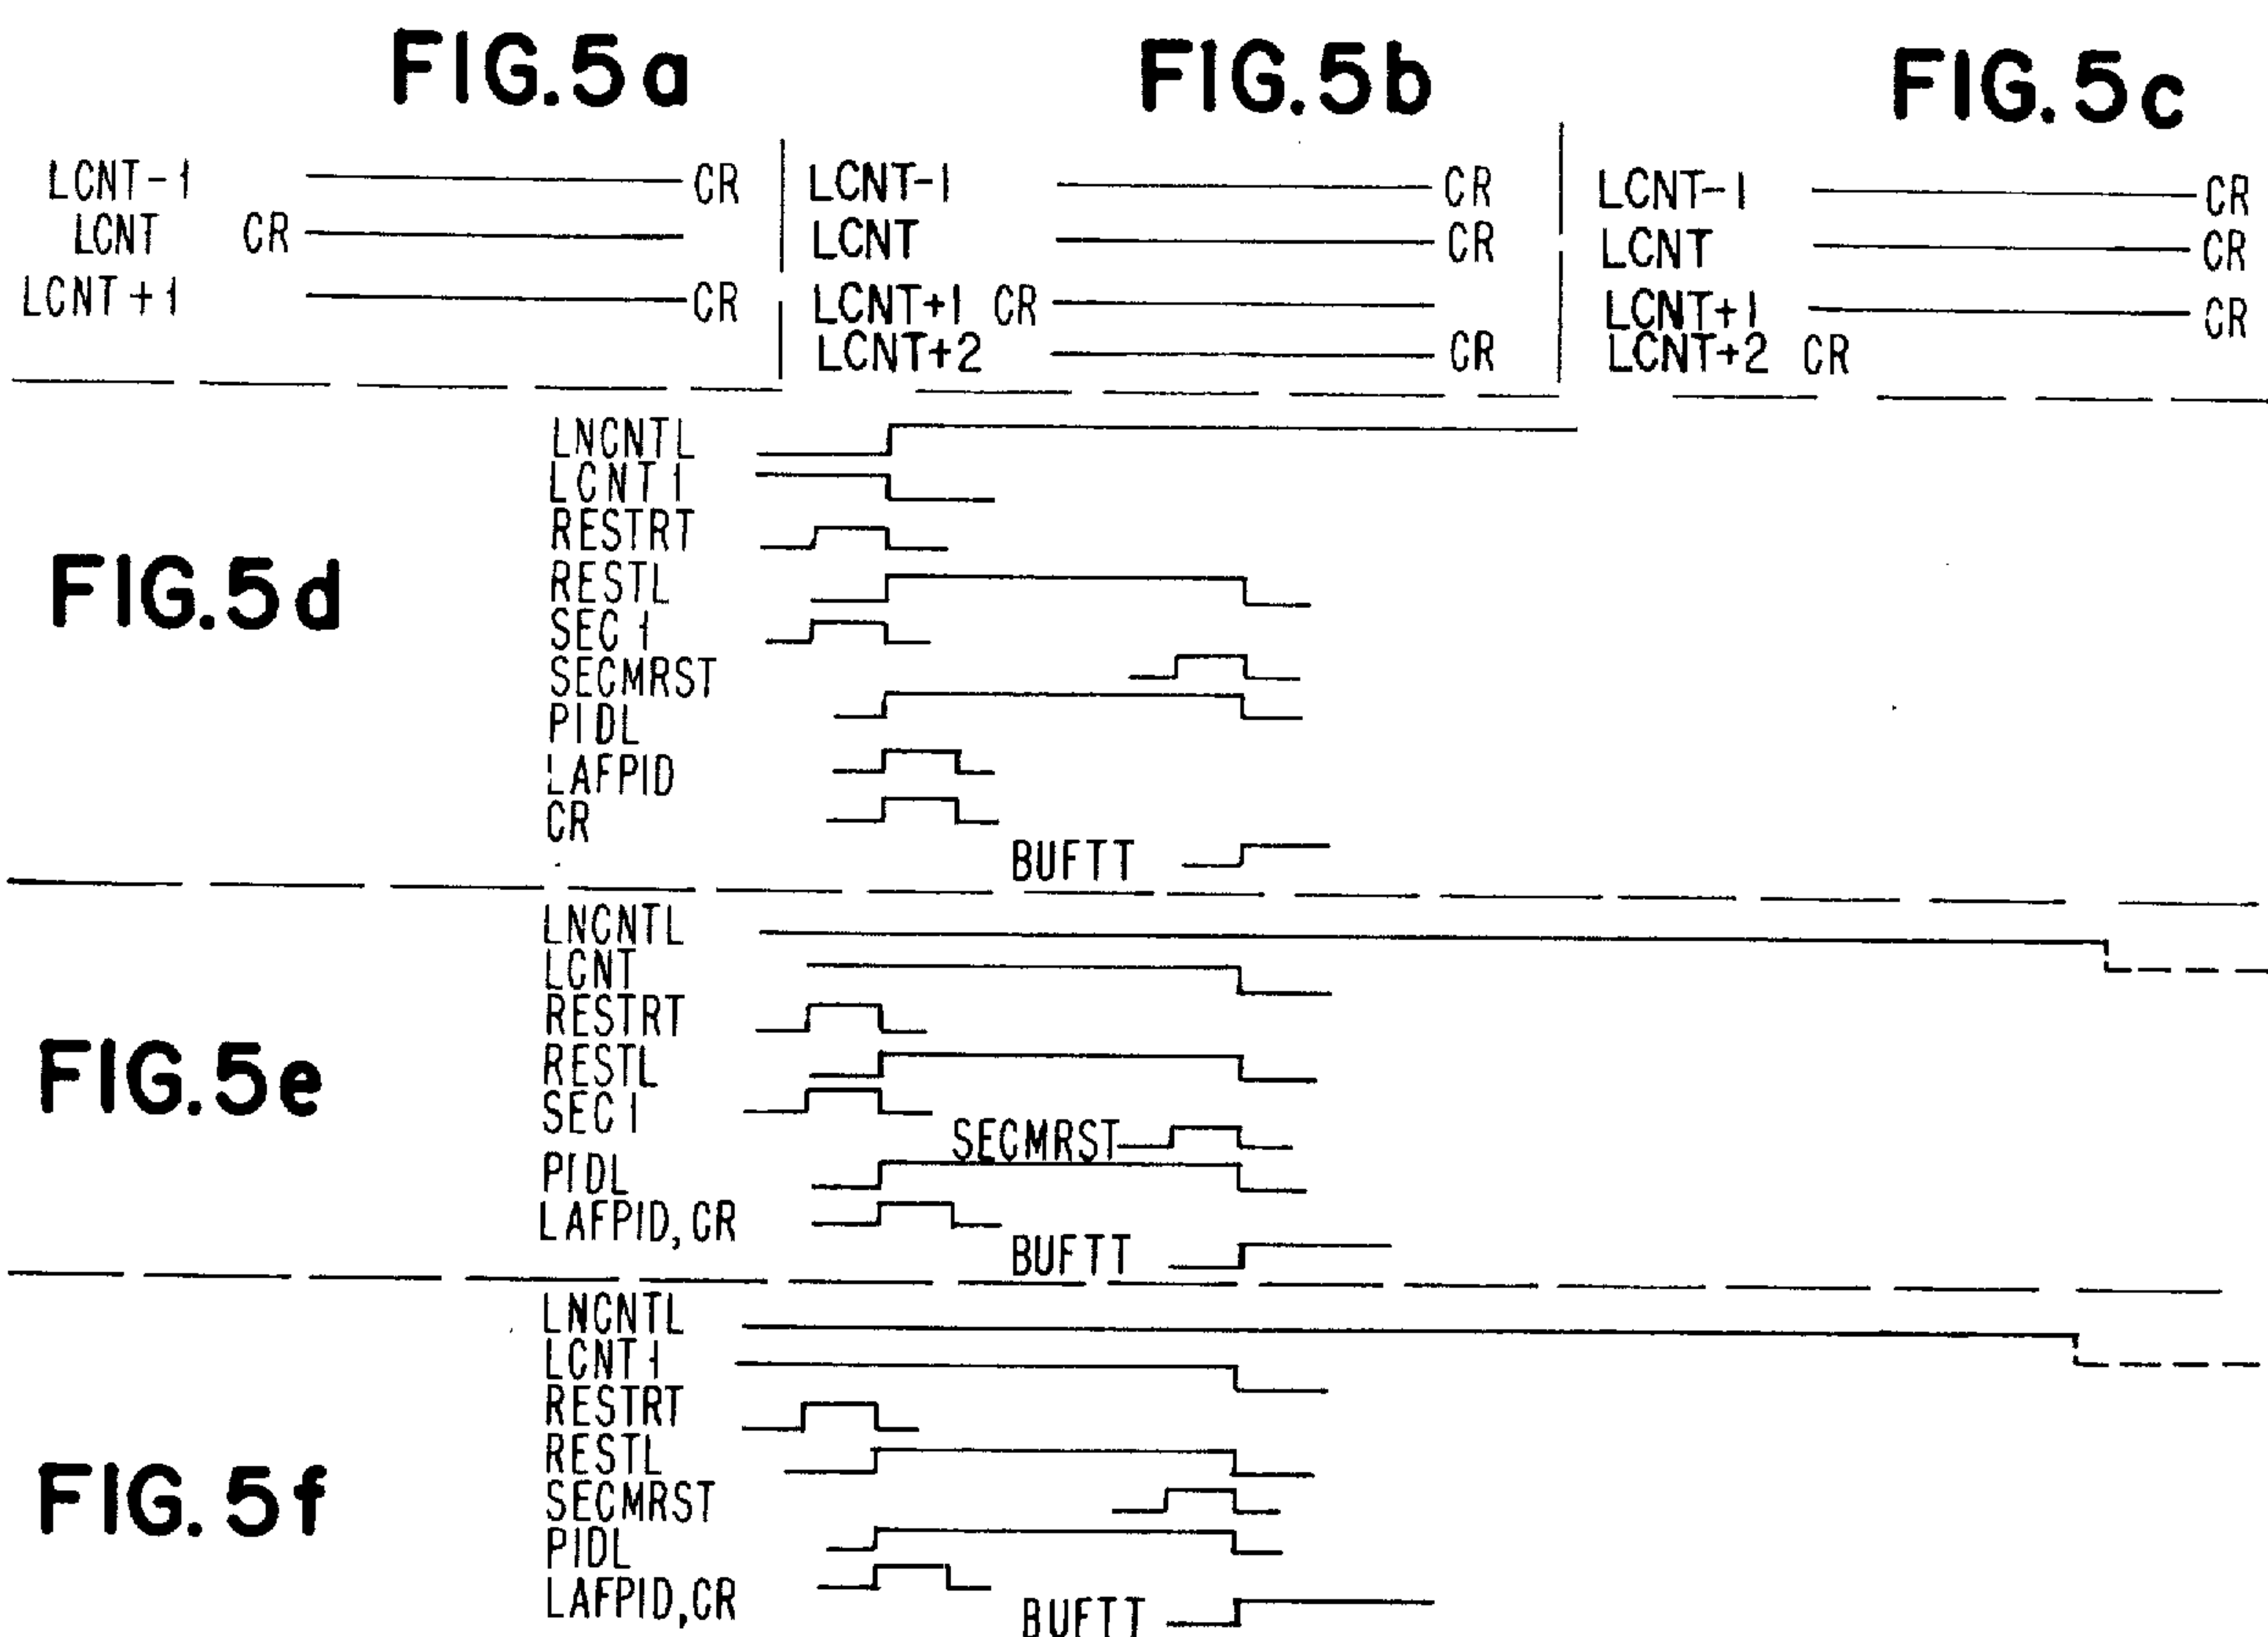 FIG. 5a
LCNT-1 CR
LCNT CR
LCNT+1 CR
FIG. 5b
LCNT-1 CR
LCNT CR
LCNT+1 CR
LCNT+2 CR
FIG. 5c
LCNT-1 CR
LCNT CR
LCNT+1 CR
LCNT+2 CR
FIG. 5d
LNCNTL
LCNT1
RESTRT
RESTL
SEC1
SECMRST
PIDL
LAFPID
CR
BUFTT
FIG. 5e
LNCNTL
LCNT
RESTRT
RESTL
SEC1
SECMRST
PIDL
LAFPID,CR
BUFTT
FIG. 5f
LNCNTL
LCNT1
RESTRT
RESTL
SECMRST
PIDL
LAFPID,CR
BUFTT